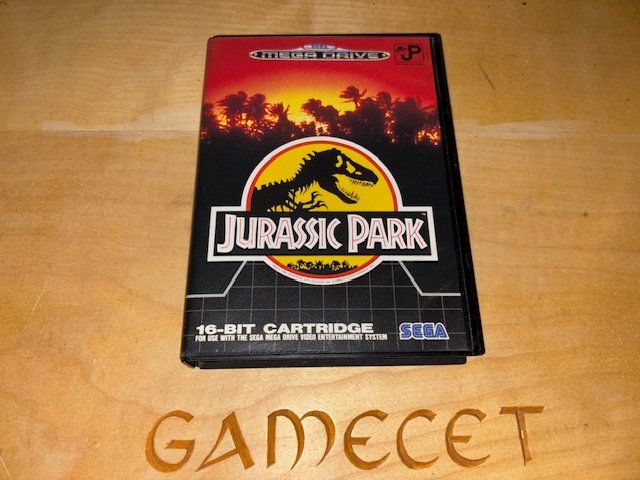 SEGA
MEGA DRIVE
JP
JURASSIC PARK
16-BIT CARTRIDGE
FOR USE WITH THE SEGA MEGA DRIVE VIDEO ENTERTAINMENT SYSTEM
SEGA
GAMECET